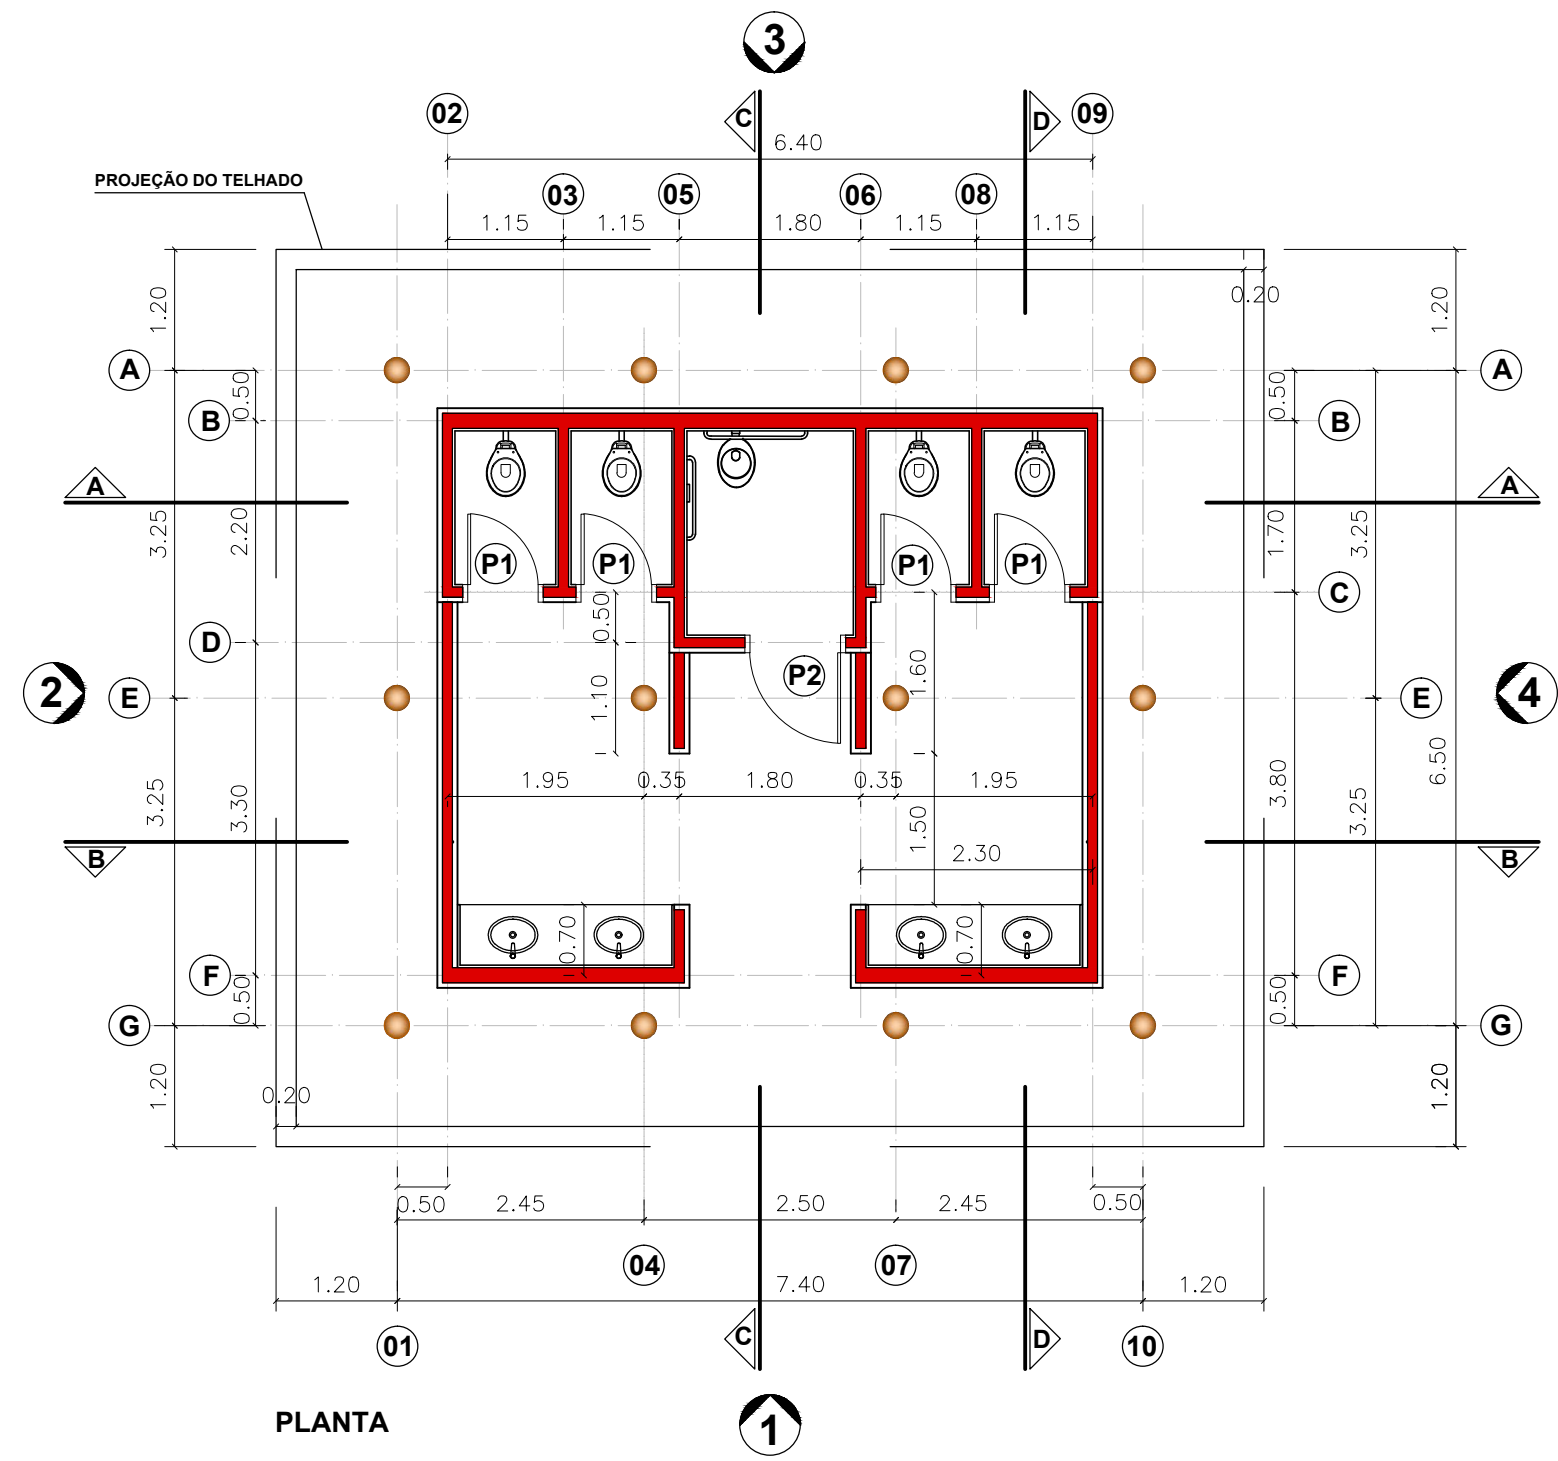 3
02
C
D
09
6.40
PROJEÇÃO DO TELHADO
03
05
06
08
1.15
1.15
1.80
1.15
1.15
1.20
0.20
1.20
A
0.50
0.50
A
B
B
A
A
3.25
2.20
1.70
3.25
P1
P1
P1
P1
C
0.50
D
2
E
1.10
P2
1.60
E
4
6.50
1.95
0.35
1.80
0.35
1.95
3.25
3.30
1.50
3.80
3.25
2.30
B
B
0.70
0.70
F
F
0.50
0.50
G
G
1.20
0.20
1.20
0.50
2.45
2.50
2.45
0.50
04
07
1.20
7.40
1.20
01
C
D
10
PLANTA
1